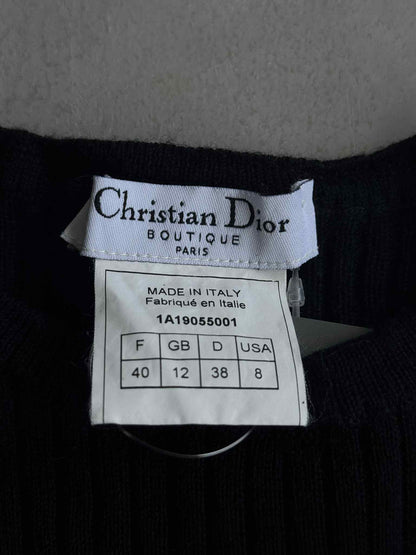 Christian Dior
BOUTIQUE
PARIS
MADE IN ITALY
Fabriqué en Italie
1A19055001
F GB D USA
40 12 38 8